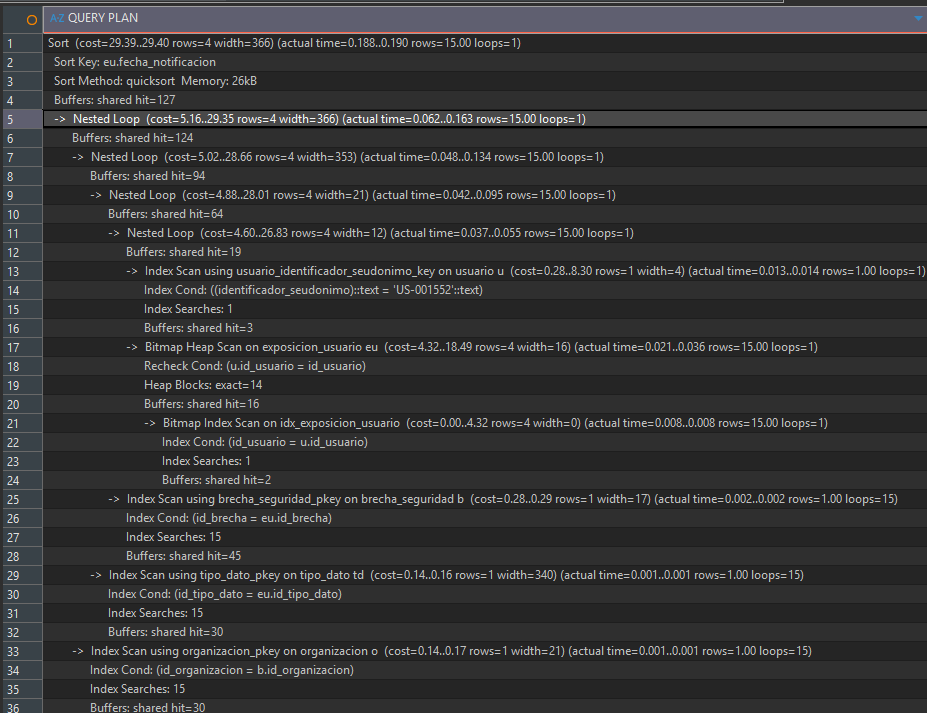 A-Z QUERY PLAN
1 Sort (cost=29.39..29.40 rows=4 width=366) (actual time=0.188..0.190 rows=15.00 loops=1)
2 Sort Key: eu.fecha_notificacion
3 Sort Method: quicksort Memory: 26kB
4 Buffers: shared hit=127
5 -> Nested Loop (cost=5.16..29.35 rows=4 width=366) (actual time=0.062..0.163 rows=15.00 loops=1)
6 Buffers: shared hit=124
7 -> Nested Loop (cost=5.02..28.66 rows=4 width=353) (actual time=0.048..0.134 rows=15.00 loops=1)
8 Buffers: shared hit=94
9 -> Nested Loop (cost=4.88..28.01 rows=4 width=21) (actual time=0.042..0.095 rows=15.00 loops=1)
10 Buffers: shared hit=64
11 -> Nested Loop (cost=4.60..26.83 rows=4 width=12) (actual time=0.037..0.055 rows=15.00 loops=1)
12 Buffers: shared hit=19
13 -> Index Scan using usuario_identificador_seudonimo_key on usuario u (cost=0.28..8.30 rows=1 width=4) (actual time=0.013..0.014 rows=1.00 loops=1)
14 Index Cond: ((identificador_seudonimo)::text = 'US-001552'::text)
15 Index Searches: 1
16 Buffers: shared hit=3
17 -> Bitmap Heap Scan on exposicion_usuario eu (cost=4.32..18.49 rows=4 width=16) (actual time=0.021..0.036 rows=15.00 loops=1)
18 Recheck Cond: (u.id_usuario = id_usuario)
19 Heap Blocks: exact=14
20 Buffers: shared hit=16
21 -> Bitmap Index Scan on idx_exposicion_usuario (cost=0.00..4.32 rows=4 width=0) (actual time=0.008..0.008 rows=15.00 loops=1)
22 Index Cond: (id_usuario = u.id_usuario)
23 Index Searches: 1
24 Buffers: shared hit=2
25 -> Index Scan using brecha_seguridad_pkey on brecha_seguridad b (cost=0.28..0.29 rows=1 width=17) (actual time=0.002..0.002 rows=1.00 loops=15)
26 Index Cond: (id_brecha = eu.id_brecha)
27 Index Searches: 15
28 Buffers: shared hit=45
29 -> Index Scan using tipo_dato_pkey on tipo_dato td (cost=0.14..0.16 rows=1 width=340) (actual time=0.001..0.001 rows=1.00 loops=15)
30 Index Cond: (id_tipo_dato = eu.id_tipo_dato)
31 Index Searches: 15
32 Buffers: shared hit=30
33 -> Index Scan using organizacion_pkey on organizacion o (cost=0.14..0.17 rows=1 width=21) (actual time=0.001..0.001 rows=1.00 loops=15)
34 Index Cond: (id_organizacion = b.id_organizacion)
35 Index Searches: 15
36 Buffers: shared hit=30